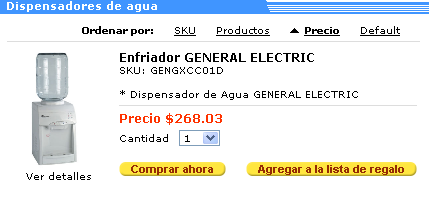 Dispensadores de agua
Ordenar por: SKU Productos Precio Default
Enfriador GENERAL ELECTRIC
SKU: GENGXCC01D
* Dispensador de Agua GENERAL ELECTRIC
Precio $268.03
Cantidad 1
Comprar ahora Agregar a la lista de regalo
Ver detalles